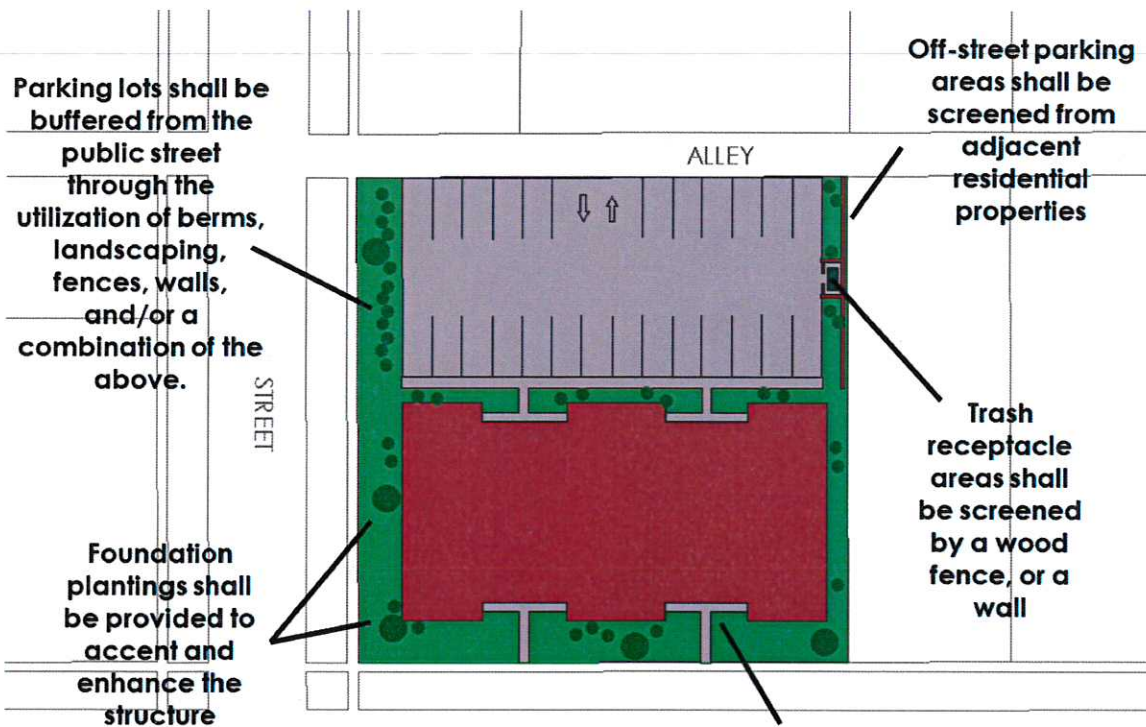 Parking lots shall be
buffered from the
public street
through the
utilization of berms,
landscaping,
fences, walls,
and/or a
combination of the
above.
ALLEY
Off-street parking
areas shall be
screened from
adjacent
residential
properties
STREET
Trash
receptacle
areas shall
be screened
by a wood
fence, or a
wall
Foundation
plantings shall
be provided to
accent and
enhance the
structure